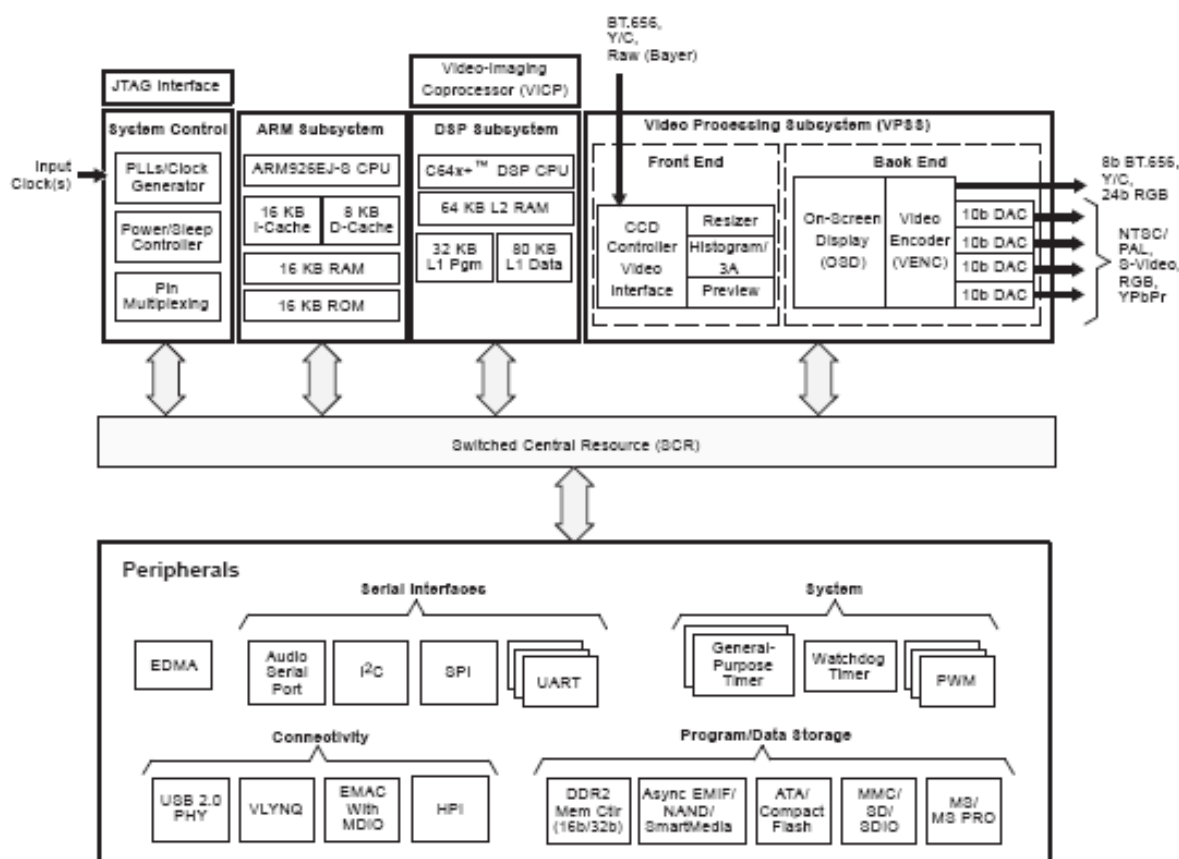 BT.656,
Y/C,
Raw (Bayer)
JTAG Interface
Video-Imaging
Coprocessor (VICP)
System Control
ARM Subsystem
DSP Subsystem
Video Processing Subsystem (VPSS)
Input
Clock(s)
PLLs/Clock
Generator
Power/Sleep
Controller
Pin
Multiplexing
ARM926EJ-S CPU
16 KB
I-Cache
8 KB
D-Cache
16 KB RAM
16 KB ROM
C64x+™ DSP CPU
64 KB L2 RAM
32 KB
L1 Pgm
80 KB
L1 Data
Front End
CCD
Controller
Video
Interface
Resizer
Histogram/
3A
Preview
Back End
On-Screen
Display
(OSD)
Video
Encoder
(VENC)
10b DAC
10b DAC
10b DAC
10b DAC
8b BT.656,
Y/C,
24b RGB
NTSC/
PAL,
S-Video,
RGB,
YPbPr
Switched Central Resource (SCR)
Peripherals
Serial Interfaces
System
EDMA
Audio
Serial
Port
I²C
SPI
UART
General-
Purpose
Timer
Watchdog
Timer
PWM
Connectivity
Program/Data Storage
USB 2.0
PHY
VLYNQ
EMAC
With
MDIO
HPI
DDR2
Mem Ctlr
(16b/32b)
Async EMIF/
NAND/
SmartMedia
ATA/
Compact
Flash
MMC/
SD/
SDIO
MS/
MS PRO